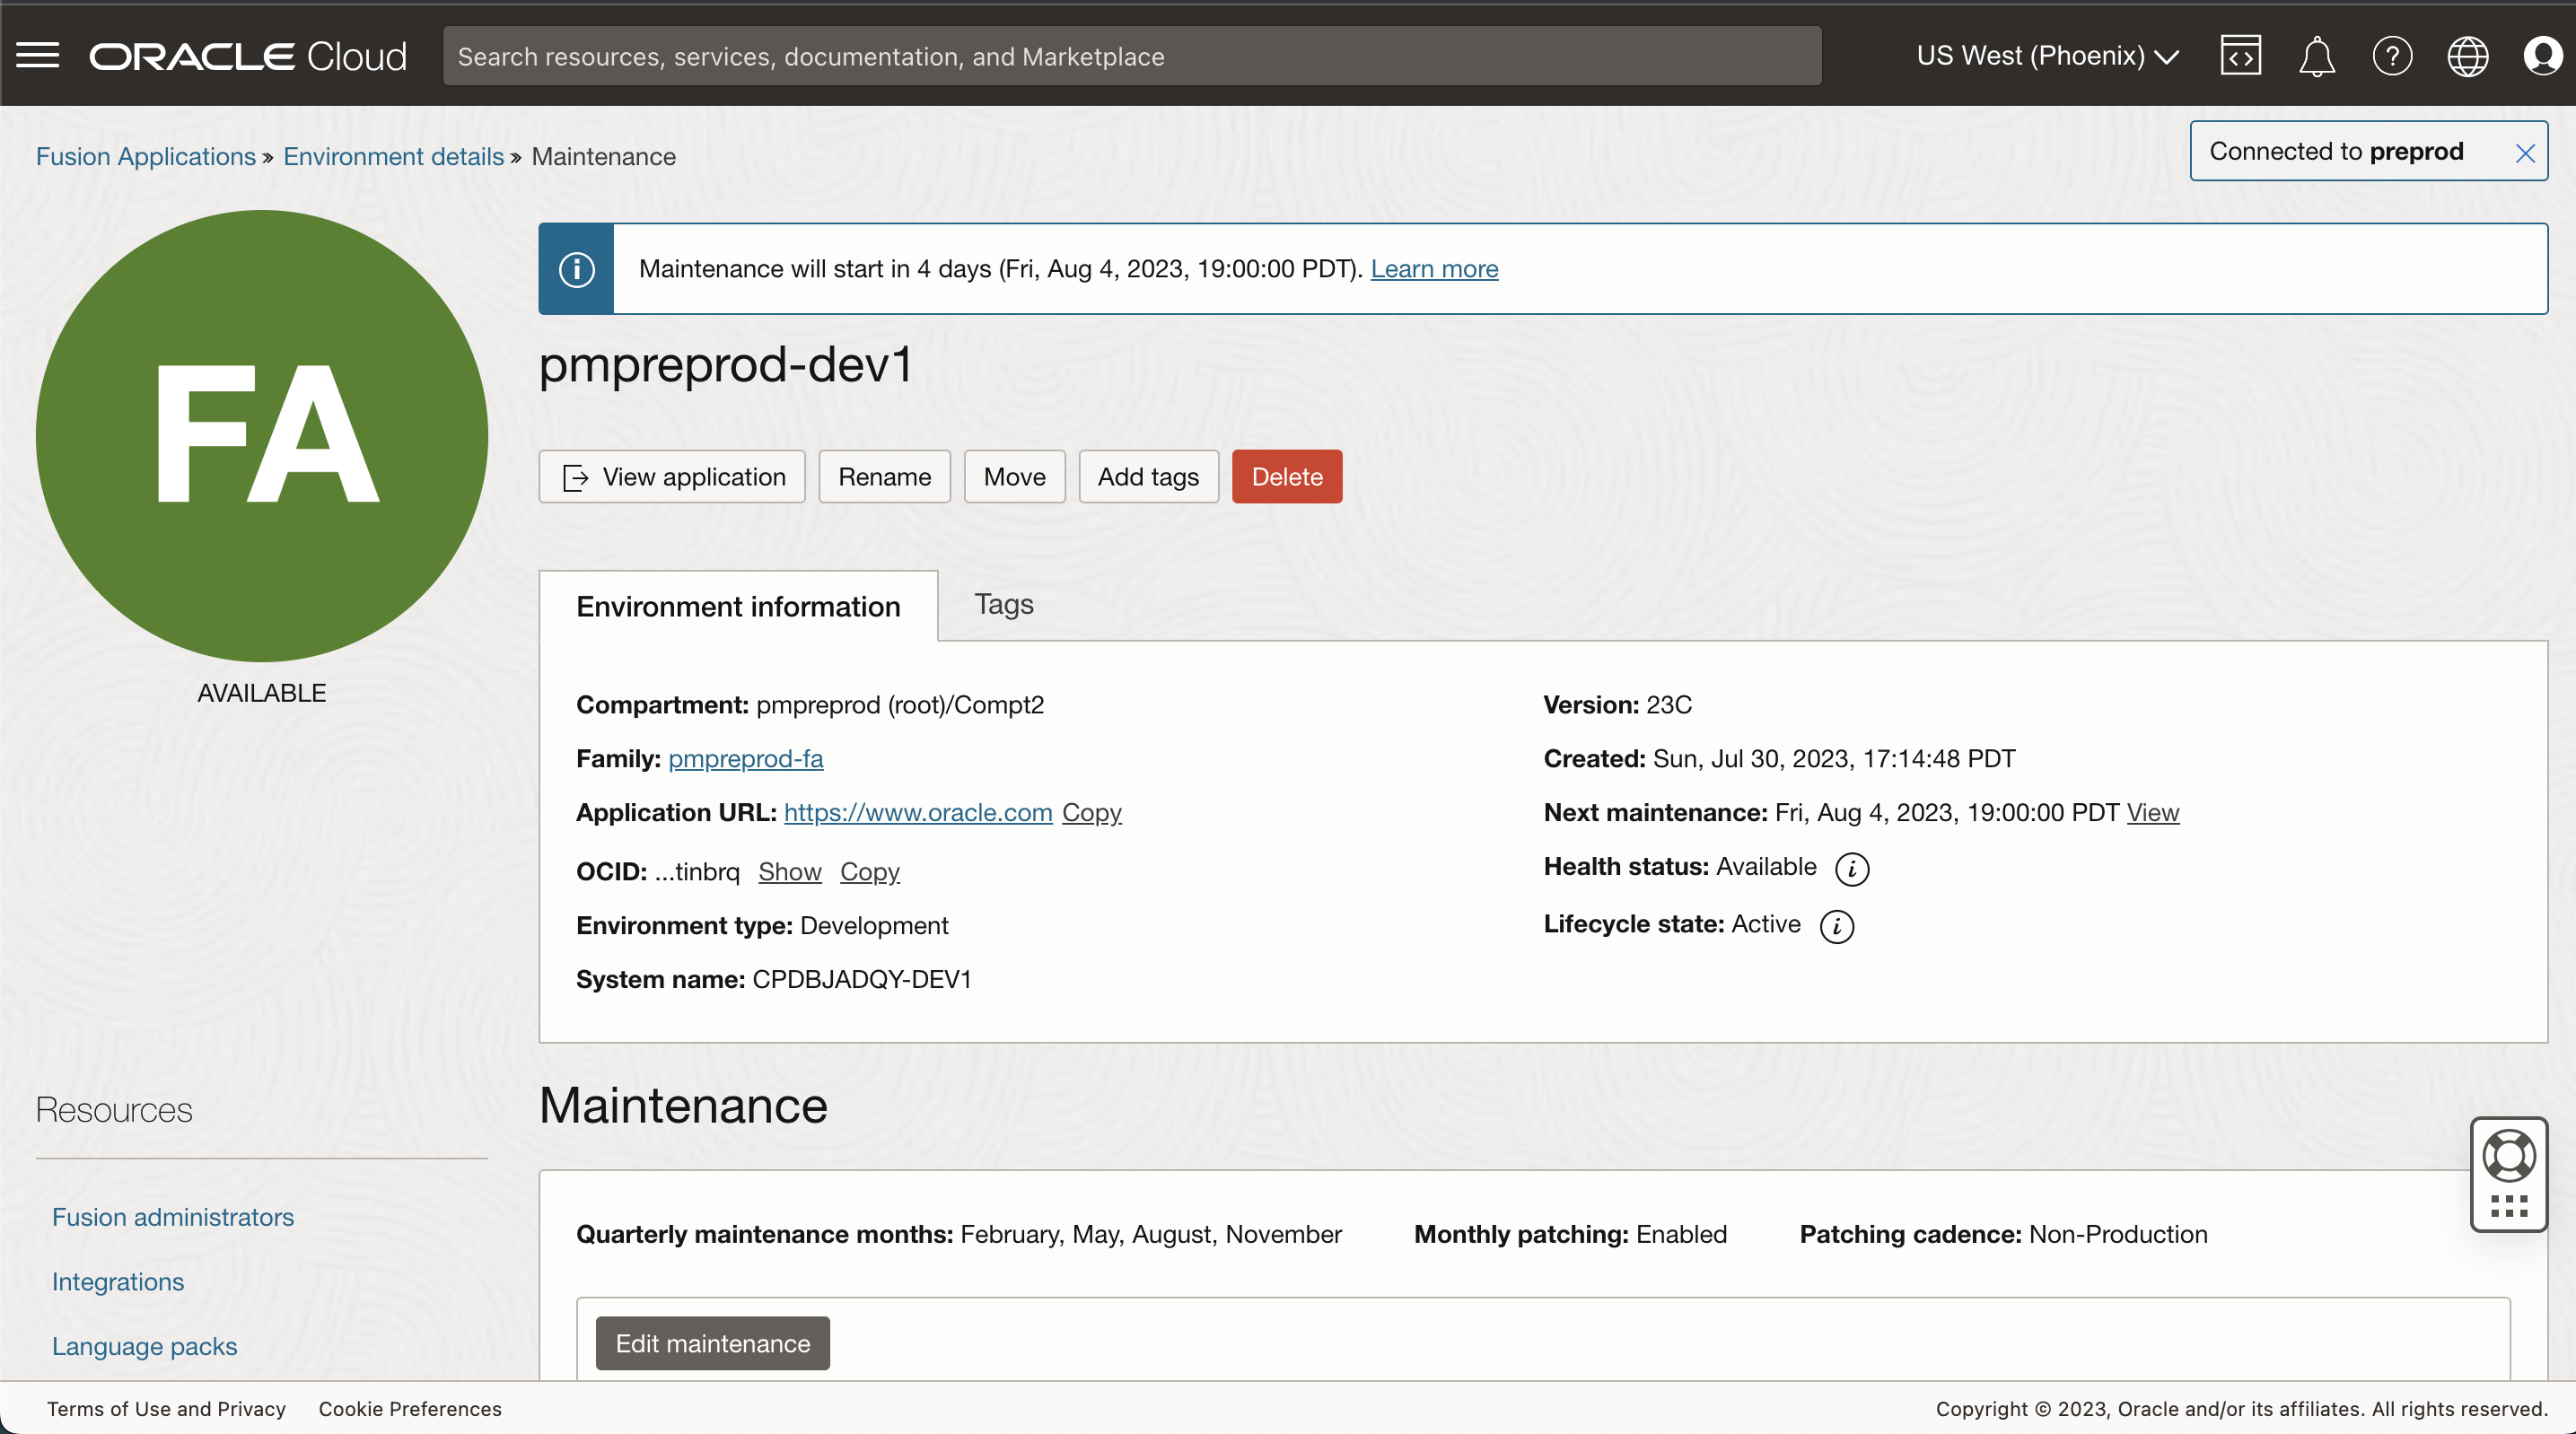 ORACLE Cloud
Search resources, services, documentation, and Marketplace
US West (Phoenix)
Fusion Applications » Environment details » Maintenance
Connected to preprod
Maintenance will start in 4 days (Fri, Aug 4, 2023, 19:00:00 PDT). Learn more
FA
AVAILABLE
pmpreprod-dev1
View application
Rename
Move
Add tags
Delete
Environment information
Tags
Compartment: pmpreprod (root)/Compt2
Family: pmpreprod-fa
Application URL: https://www.oracle.com Copy
OCID: ...tinbrq Show Copy
Environment type: Development
System name: CPDBJADQY-DEV1
Version: 23C
Created: Sun, Jul 30, 2023, 17:14:48 PDT
Next maintenance: Fri, Aug 4, 2023, 19:00:00 PDT View
Health status: Available
Lifecycle state: Active
Resources
Fusion administrators
Integrations
Language packs
Maintenance
Quarterly maintenance months: February, May, August, November
Monthly patching: Enabled
Patching cadence: Non-Production
Edit maintenance
Terms of Use and Privacy
Cookie Preferences
Copyright © 2023, Oracle and/or its affiliates. All rights reserved.